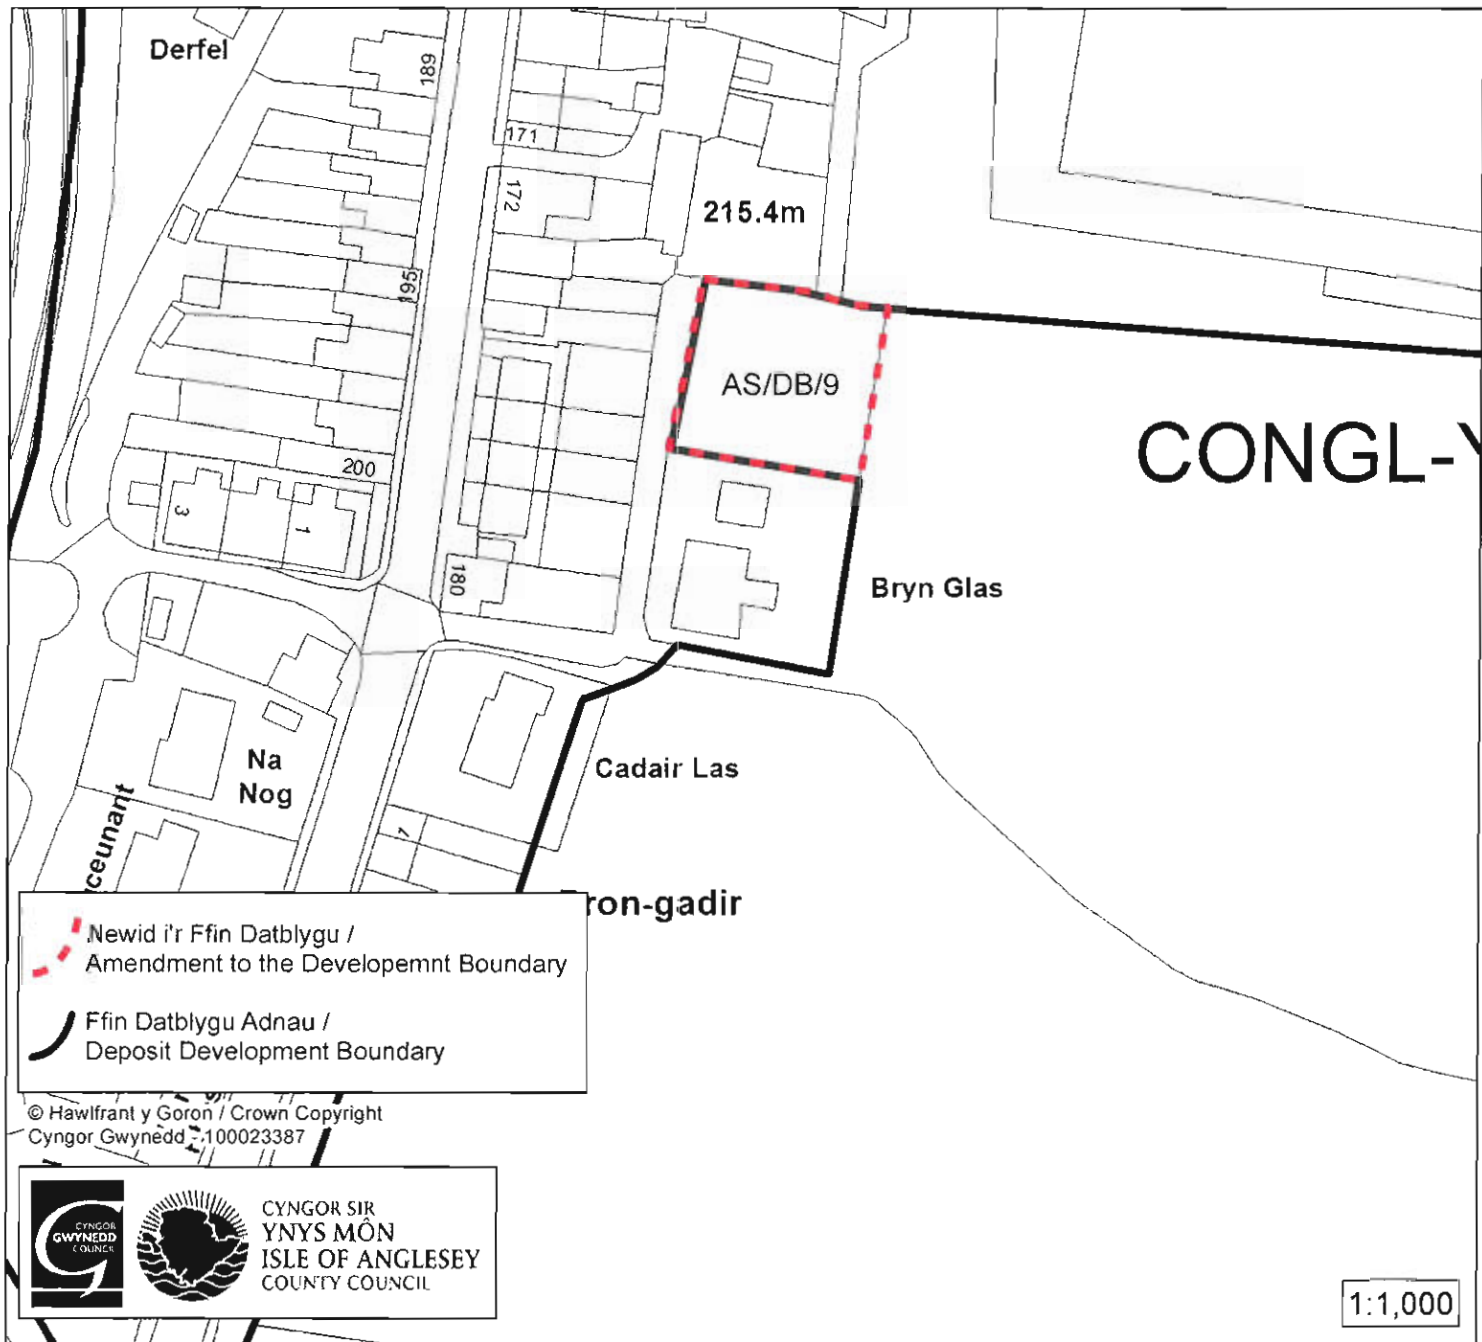 Derfel
189
171
172
215.4m
195
AS/DB/9
CONGL-Y
200
3
1
180
Bryn Glas
Na
Nog
Cadair Las
ceunant
ron-gadir
Newid i'r Ffin Datblygu /
Amendment to the Developemnt Boundary
Ffin Datblygu Adnau /
Deposit Development Boundary
© Hawlfraint y Goron / Crown Copyright
Cyngor Gwynedd - 100023387
CYNGOR
GWYNEDD
COUNCIL
CYNGOR SIR
YNYS MÔN
ISLE OF ANGLESEY
COUNTY COUNCIL
1:1,000